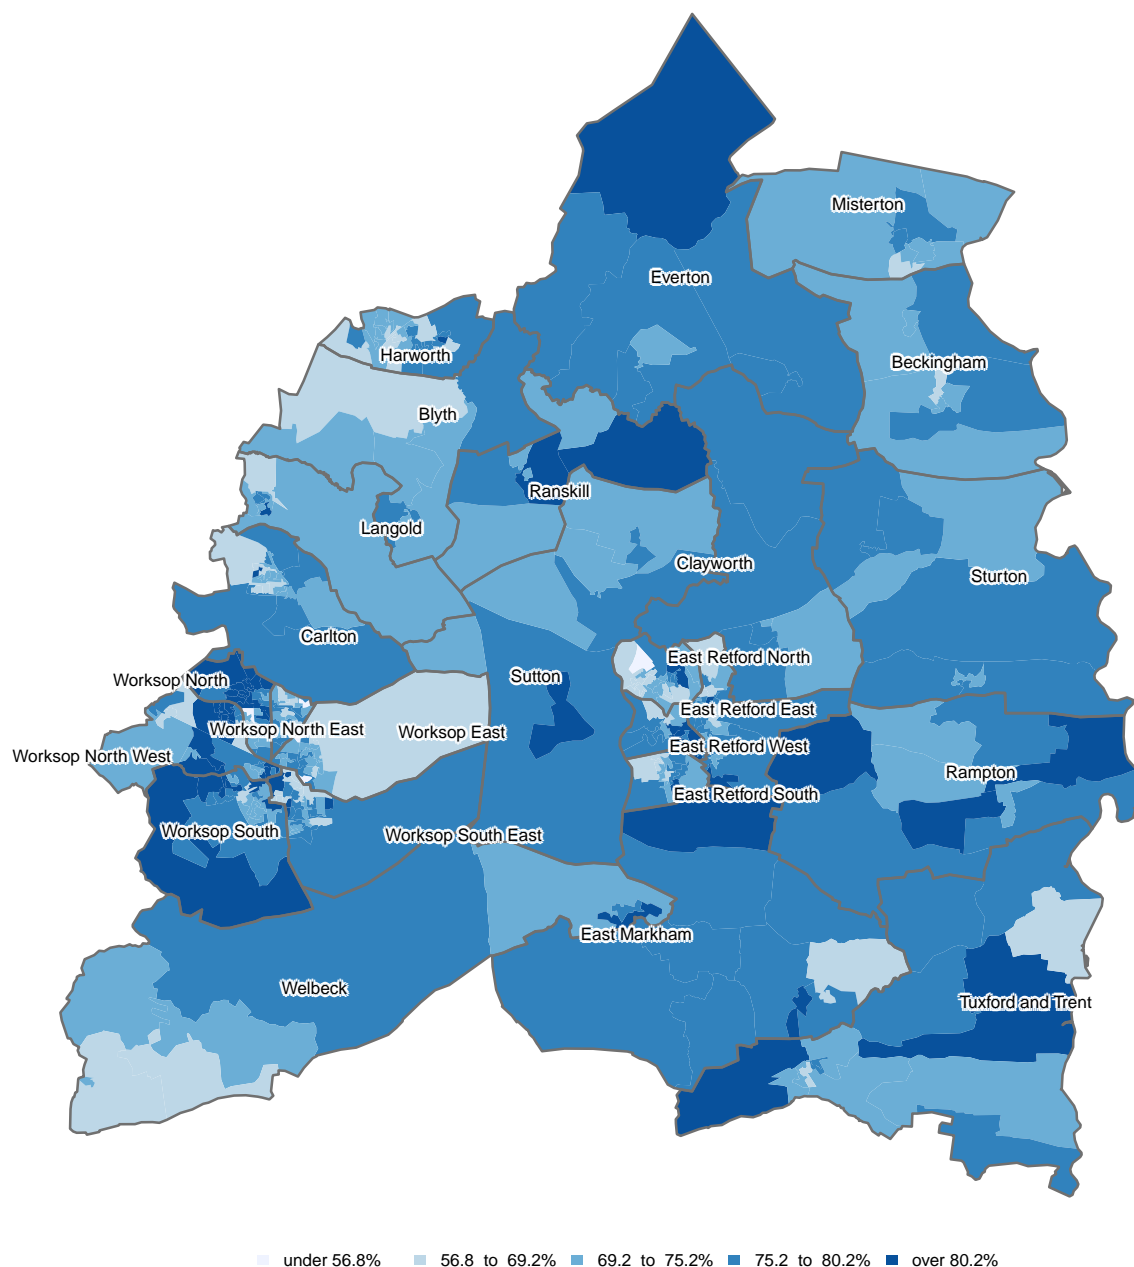 Misterton
Everton
Harworth
Beckingham
Blyth
Ranskill
Langold
Clayworth
Sturton
Carlton
East Retford North
Worksop North
Sutton
East Retford East
Worksop North East
Worksop East
East Retford West
Worksop North West
Rampton
East Retford South
Worksop South
Worksop South East
East Markham
Welbeck
Tuxford and Trent
under 56.8% 56.8 to 69.2% 69.2 to 75.2% 75.2 to 80.2% over 80.2%